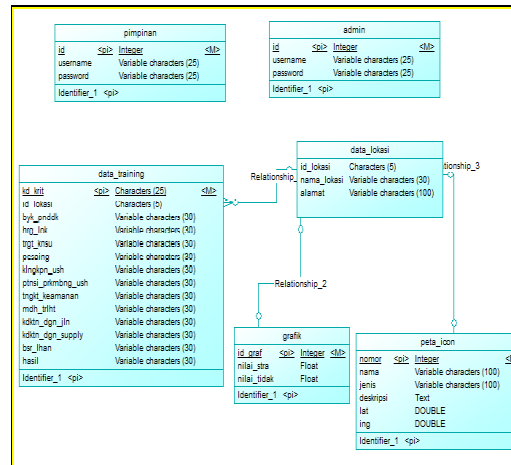 pimpinan
id <pi> Integer <M>
username Variable characters (25)
password Variable characters (25)
Identifier_1 <pi>
admin
id <pi> Integer <M>
username Variable characters (25)
password Variable characters (25)
Identifier_1 <pi>
data_lokasi
id_lokasi Characters (5)
nama_lokasi Variable characters (30)
alamat Variable characters (100)
Relationship_
tionship_3
data_training
kd_krit <pi> Characters (25) <M>
id_lokasi Characters (5)
byk_pnddk Variable characters (30)
hrg_lnk Variable characters (30)
trgt_knsu Variable characters (30)
Variable characters (30)
klngkpn_ush Variable characters (30)
ptnsi_prkmbng_ush Variable characters (30)
tngkt_keamanan Variable characters (30)
mdh_trlht Variable characters (30)
kdktn_dgn_jln Variable characters (30)
kdktn_dgn_supply Variable characters (30)
bsr_lhan Variable characters (30)
hasil Variable characters (30)
Identifier_1 <pi>
Relationship_2
grafik
id_graf <pi> Integer <M>
nilai_stra Float
nilai_tidak Float
Identifier_1 <pi>
peta_icon
nomor <pi> Integer
nama Variable characters (100)
jenis Variable characters (100)
deskripsi Text
lat DOUBLE
lng DOUBLE
Identifier_1 <pi>